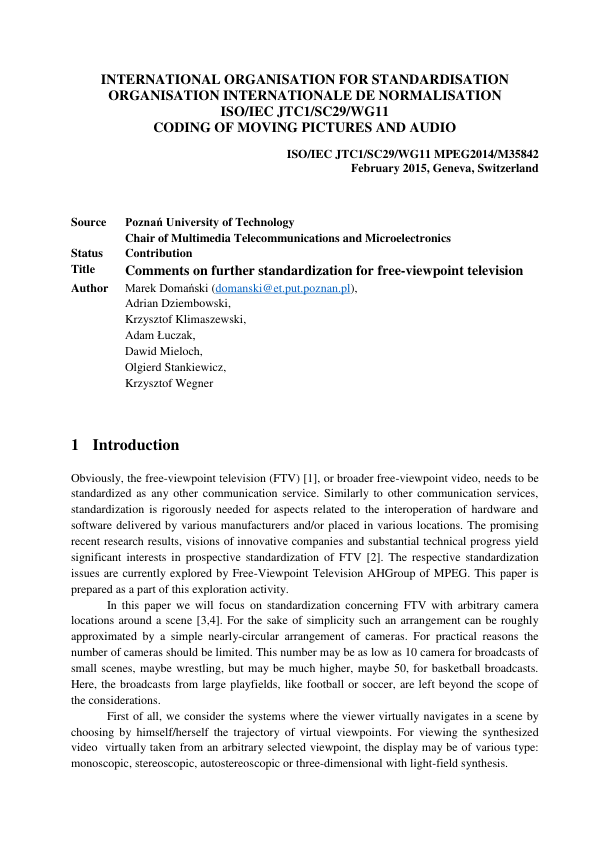 INTERNATIONAL ORGANISATION FOR STANDARDISATION
ORGANISATION INTERNATIONALE DE NORMALISATION
ISO/IEC JTC1/SC29/WG11
CODING OF MOVING PICTURES AND AUDIO
ISO/IEC JTC1/SC29/WG11 MPEG2014/M35842
February 2015, Geneva, Switzerland
Source Poznań University of Technology
Chair of Multimedia Telecommunications and Microelectronics
Status Contribution
Title Comments on further standardization for free-viewpoint television
Author Marek Domański (domanski@et.put.poznan.pl),
Adrian Dziembowski,
Krzysztof Klimaszewski,
Adam Łuczak,
Dawid Mieloch,
Olgierd Stankiewicz,
Krzysztof Wegner
1 Introduction
Obviously, the free-viewpoint television (FTV) [1], or broader free-viewpoint video, needs to be
standardized as any other communication service. Similarly to other communication services,
standardization is rigorously needed for aspects related to the interoperation of hardware and
software delivered by various manufacturers and/or placed in various locations. The promising
recent research results, visions of innovative companies and substantial technical progress yield
significant interests in prospective standardization of FTV [2]. The respective standardization
issues are currently explored by Free-Viewpoint Television AHGroup of MPEG. This paper is
prepared as a part of this exploration activity.
In this paper we will focus on standardization concerning FTV with arbitrary camera
locations around a scene [3,4]. For the sake of simplicity such an arrangement can be roughly
approximated by a simple nearly-circular arrangement of cameras. For practical reasons the
number of cameras should be limited. This number may be as low as 10 camera for broadcasts of
small scenes, maybe wrestling, but may be much higher, maybe 50, for basketball broadcasts.
Here, the broadcasts from large playfields, like football or soccer, are left beyond the scope of
the considerations.
First of all, we consider the systems where the viewer virtually navigates in a scene by
choosing by himself/herself the trajectory of virtual viewpoints. For viewing the synthesized
video virtually taken from an arbitrary selected viewpoint, the display may be of various type:
monoscopic, stereoscopic, autostereoscopic or three-dimensional with light-field synthesis.